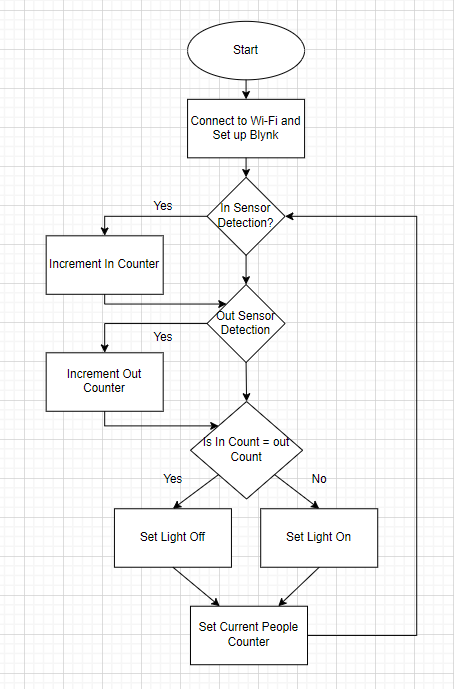 Start
Connect to Wi-Fi and
Set up Blynk
In Sensor
Detection?
Yes
Increment In Counter
Out Sensor
Detection
Yes
Increment Out
Counter
Is In Count = out
Count
Yes
No
Set Light Off
Set Light On
Set Current People
Counter